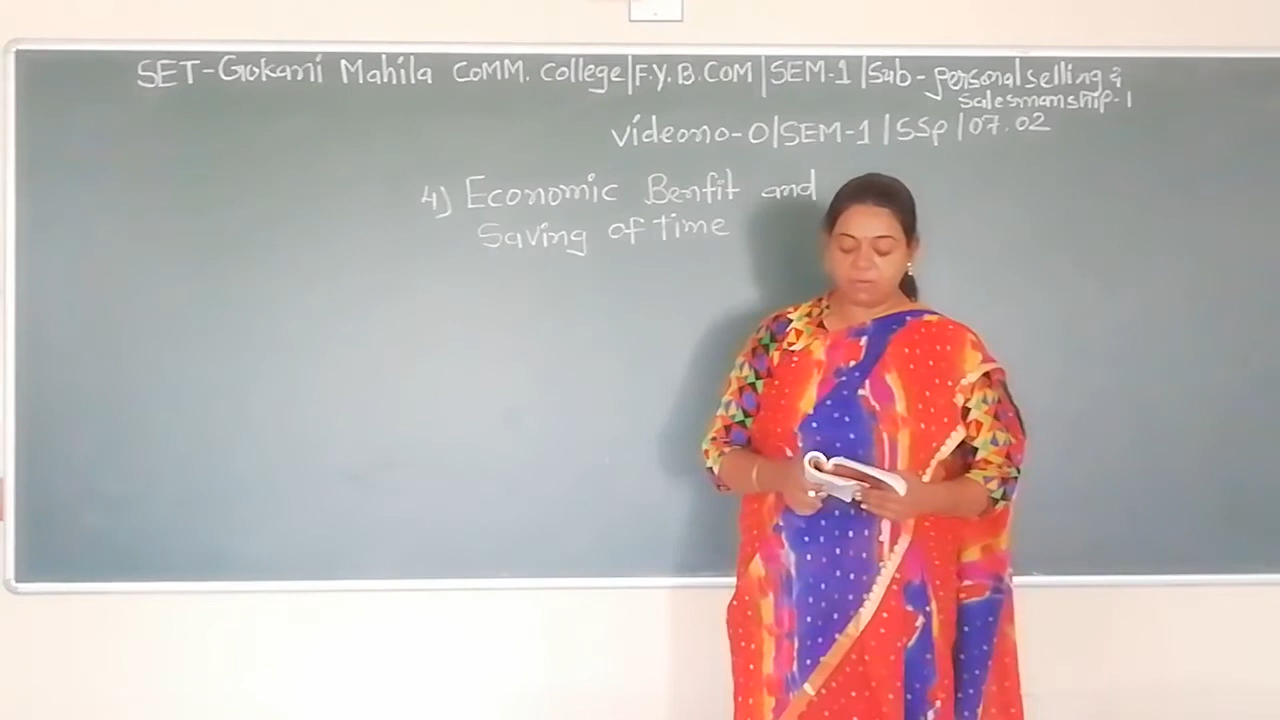 SET-Gokani Mahila COMM. College|F.Y.B.COM|SEM-1|Sub-personal selling &
salesmanship-1
videono-0|SEM-1|SSP|07.02
4) Economic Benfit and
Saving of time